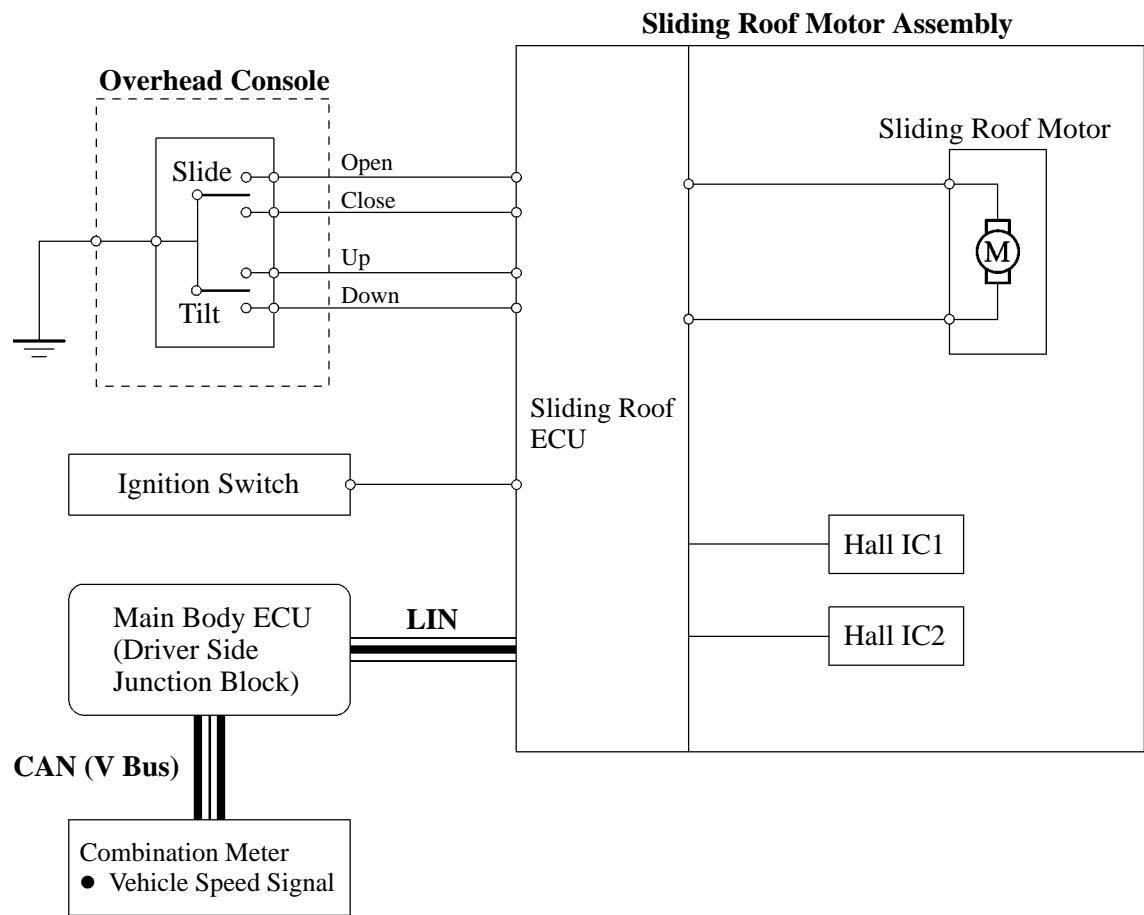 Sliding Roof Motor Assembly
Overhead Console
Sliding Roof Motor
Slide
Open
Close
Up
Down
Tilt
M
Sliding Roof
ECU
Ignition Switch
Hall IC1
Main Body ECU
(Driver Side
Junction Block)
LIN
Hall IC2
CAN (V Bus)
Combination Meter
● Vehicle Speed Signal